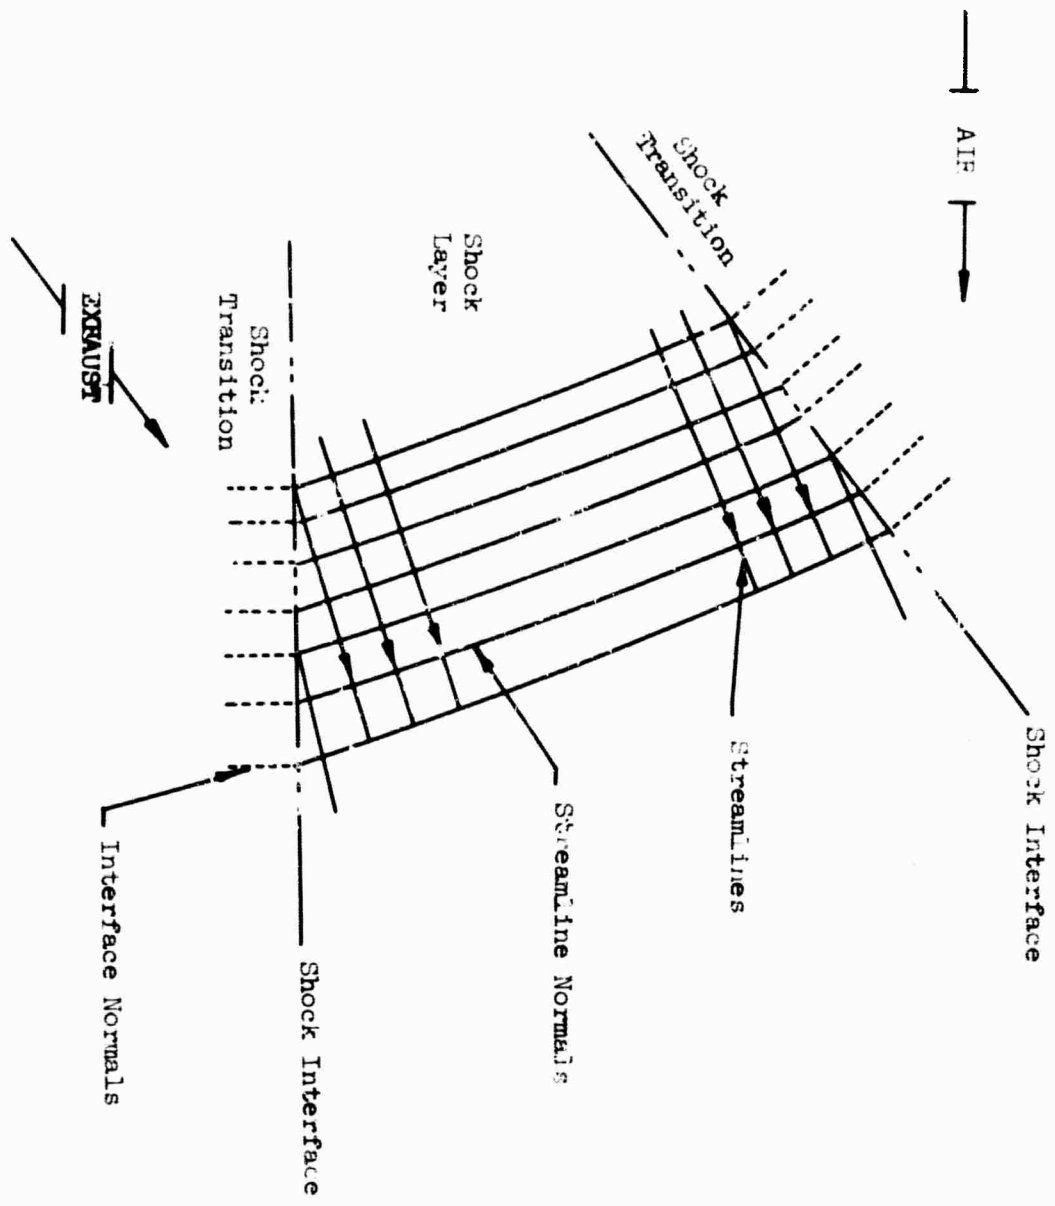 AIR
Shock
Transition
Shock Interface
Shock
Layer
Streamlines
Streamline Normals
Shock
Transition
Shock Interface
EXHAUST
Interface Normals